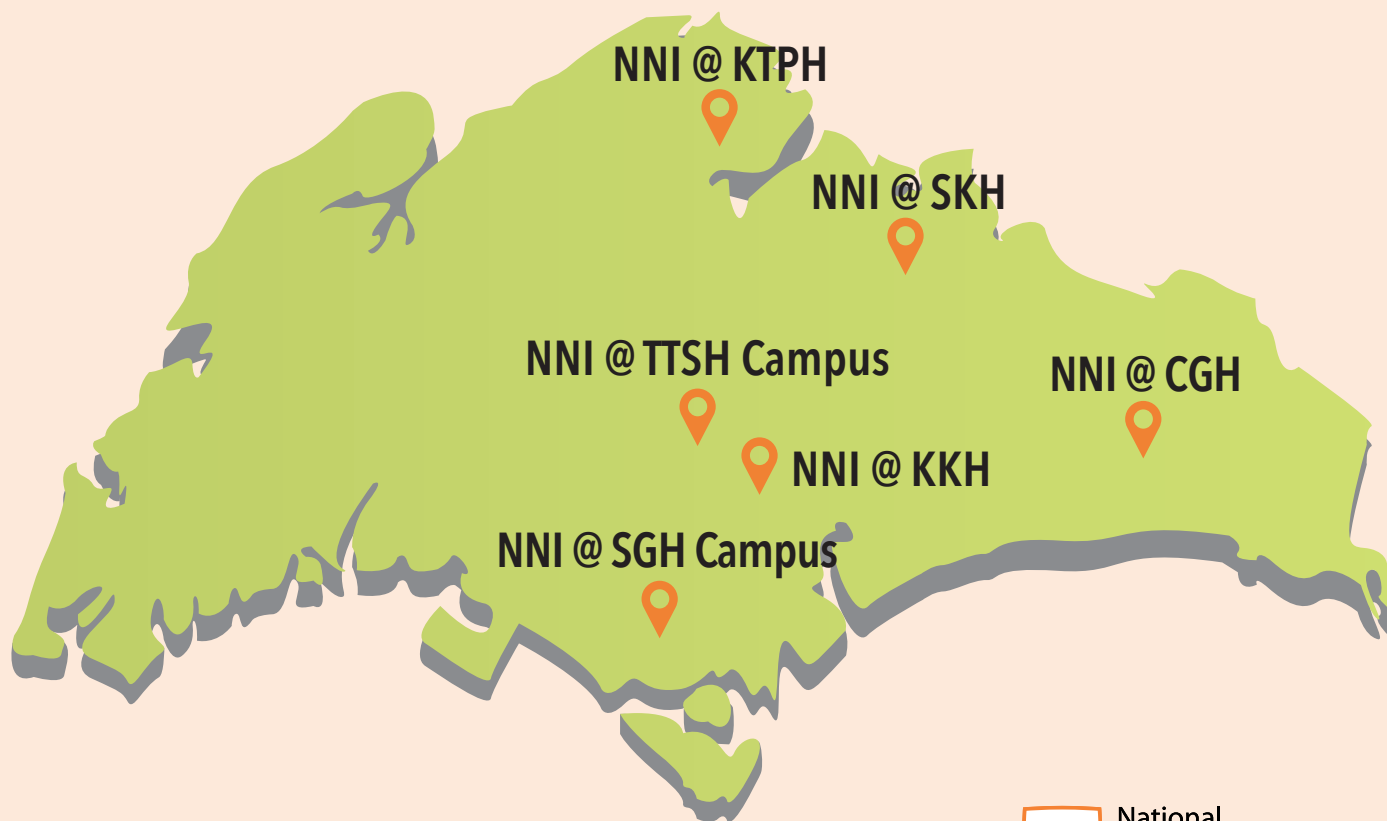 NNI @ KTPH
NNI @ SKH
NNI @ TTSH Campus
NNI @ CGH
NNI @ KKH
NNI @ SGH Campus
National